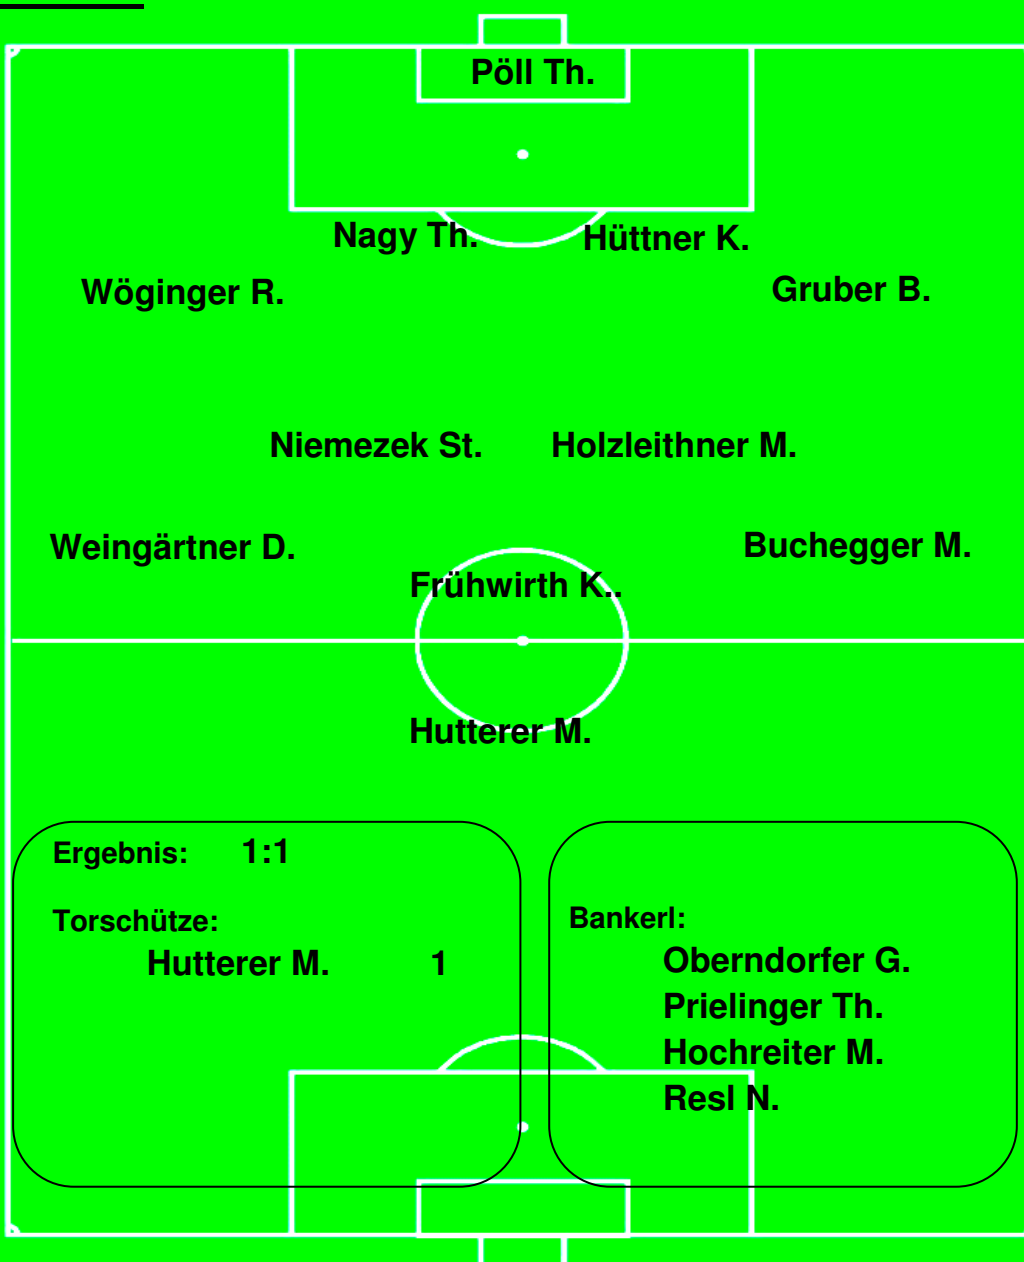 Pöll Th.
Nagy Th. Hüttner K.
Wöginger R. Gruber B.
Niemezek St. Holzleithner M.
Weingärtner D. Buchegger M.
Frühwirth K..
Hutterer M.
Ergebnis: 1:1
Torschütze:
Hutterer M. 1
Bankerl:
Oberndorfer G.
Prielinger Th.
Hochreiter M.
Resl N.